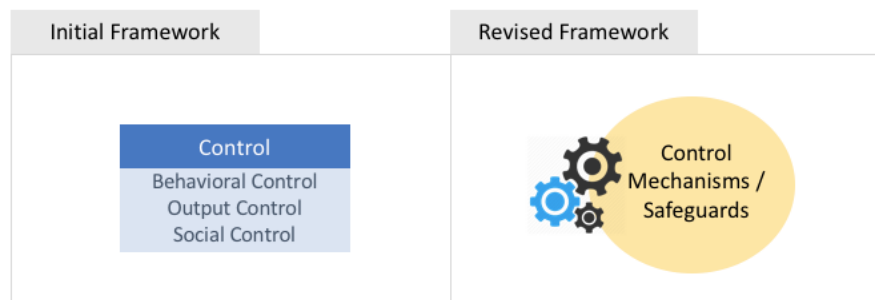 Initial Framework
Revised Framework
Control
Behavioral Control
Output Control
Social Control
Control
Mechanisms /
Safeguards